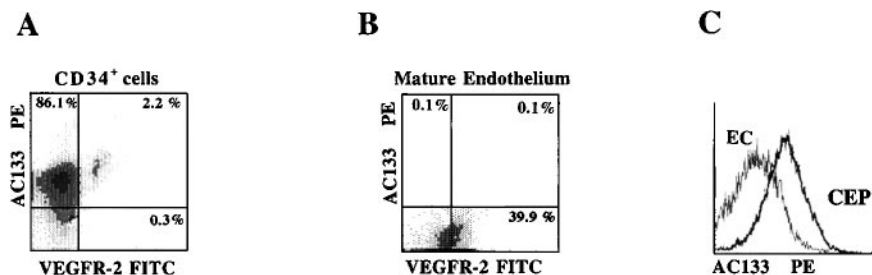 A
B
C
CD34+ cells
Mature Endothelium
86.1%
2.2 %
0.3%
AC133 PE
VEGFR-2 FITC
0.1%
0.1%
39.9 %
AC133 PE
VEGFR-2 FITC
EC
CEP
AC133 PE